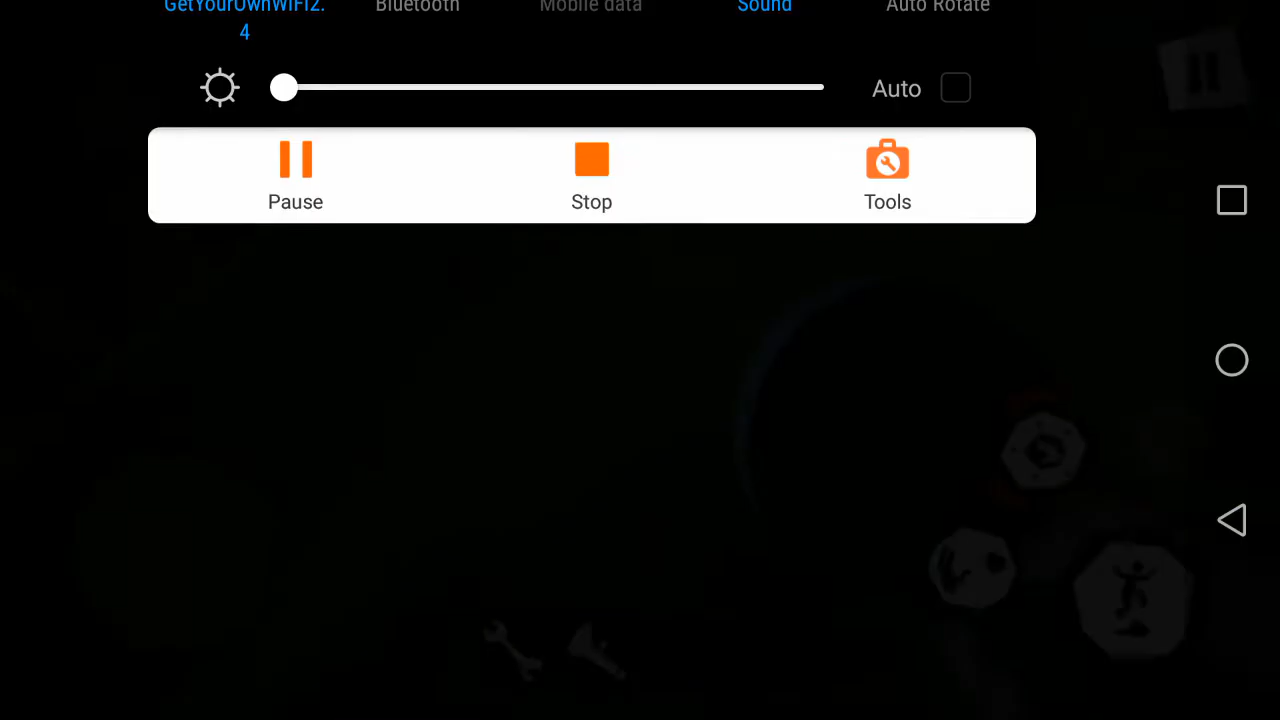 GetYourOwnWiFi2.
4
Bluetooth
Mobile data
Sound
Auto Rotate
Auto
Pause
Stop
Tools